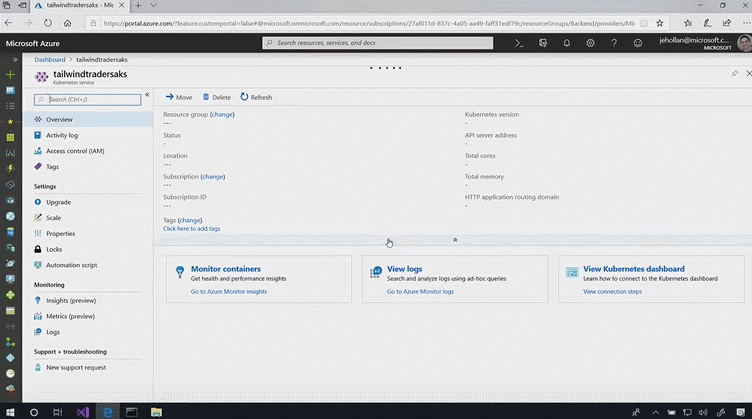 tailwindtradersaks - Mic
https://portal.azure.com/?feature.customportal=false#@microsoft.onmicrosoft.com/resource/subscriptions/27af011d-837c-4a05-aa49-faff31edf79c/resourceGroups/Backend/providers/Mi
Microsoft Azure
Search resources, services, and docs
jehollan@microsoft.c...
MICROSOFT
Dashboard > tailwindtradersaks
tailwindtradersaks
Kubernetes service
Search (Ctrl+/)
Move Delete Refresh
Overview
Activity log
Access control (IAM)
Tags
Settings
Upgrade
Scale
Properties
Locks
Automation script
Monitoring
Insights (preview)
Metrics (preview)
Logs
Support + troubleshooting
New support request
Resource group (change)
---
Status
-
Location
---
Subscription (change)
---
Subscription ID
---
Tags (change)
Click here to add tags
Kubernetes version
-
API server address
-
Total cores
-
Total memory
-
HTTP application routing domain
-
Monitor containers
Get health and performance insights
Go to Azure Monitor insights
View logs
Search and analyze logs using ad-hoc queries
Go to Azure Monitor logs
View Kubernetes dashboard
Learn how to connect to the Kubernetes dashboard
View connection steps